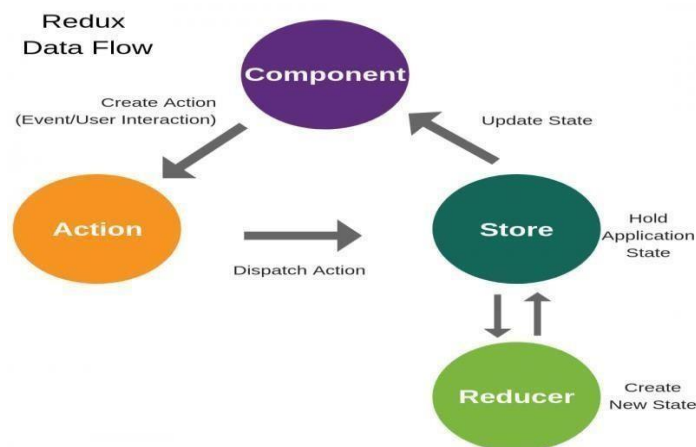 Redux
Data Flow
Component
Create Action
(Event/User Interaction)
Update State
Action
Dispatch Action
Store
Hold
Application
State
Reducer
Create
New State